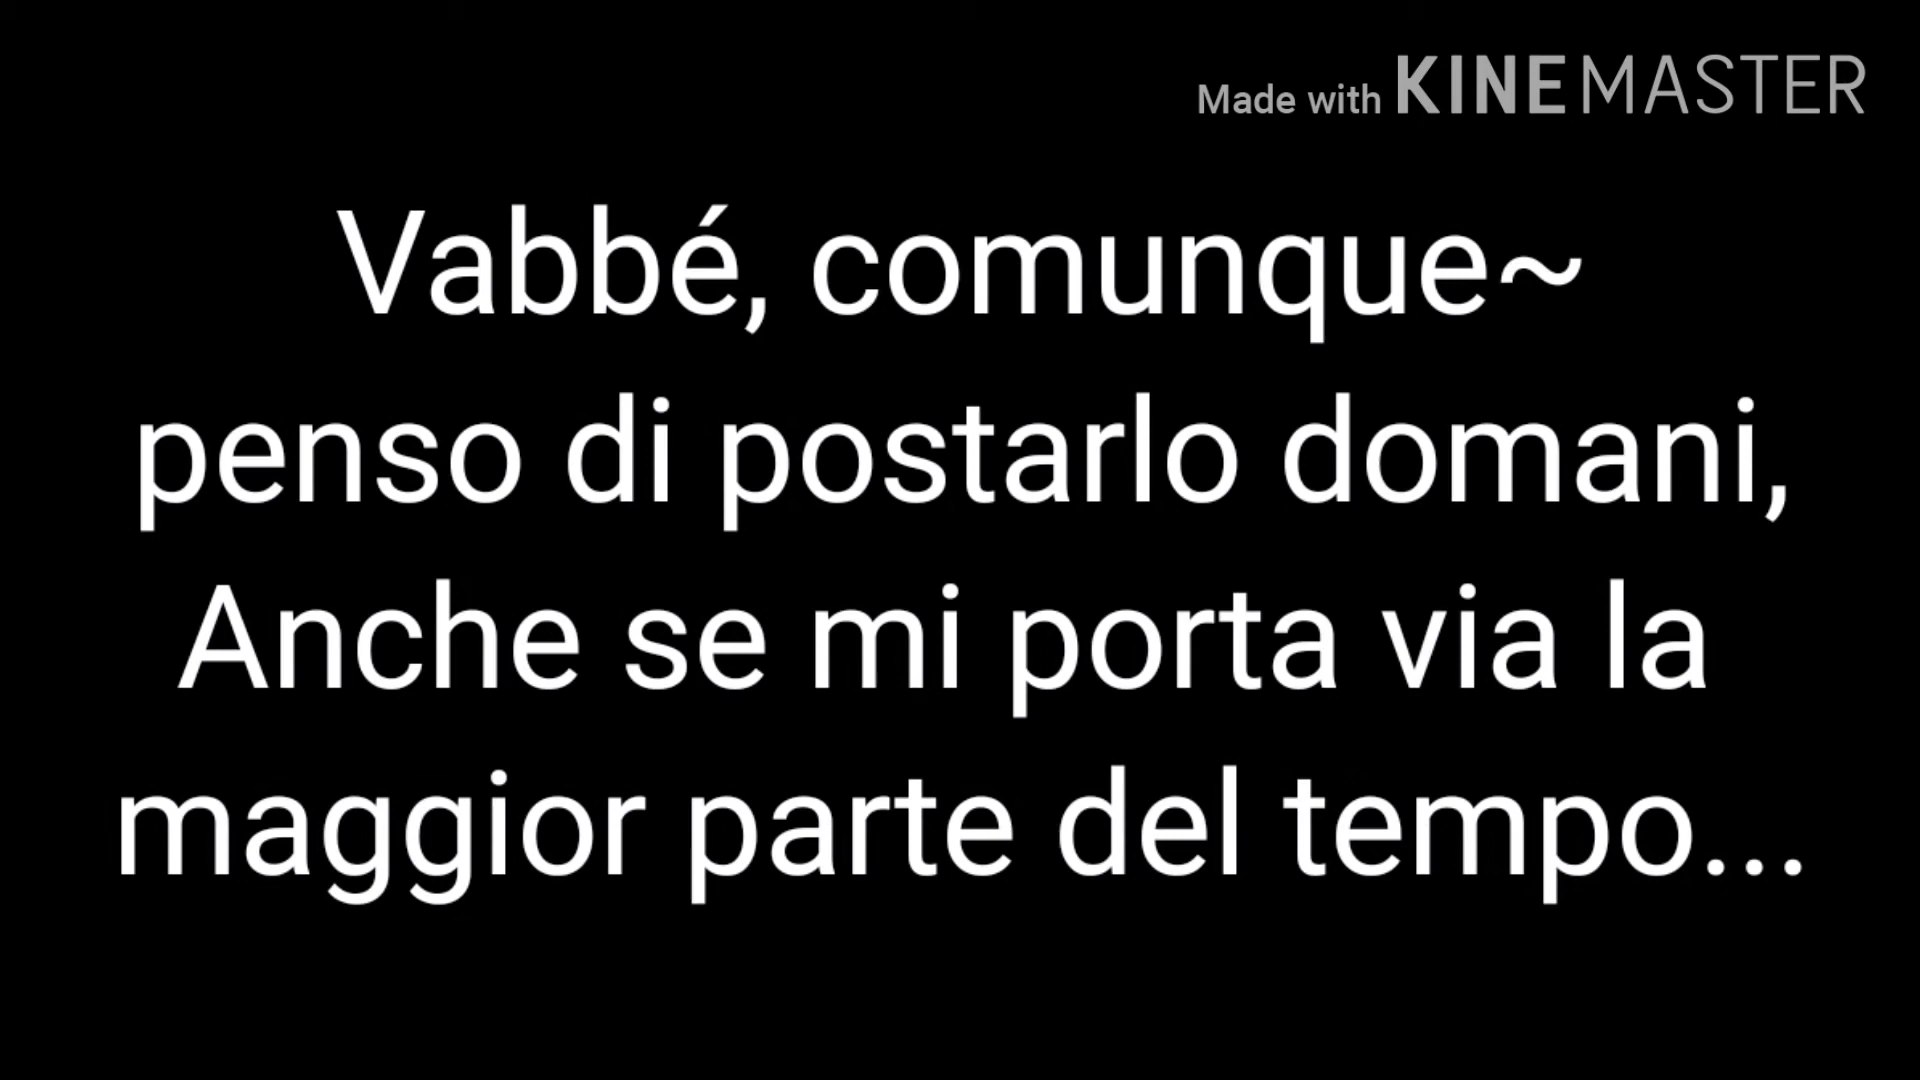 Made with KINEMASTER
Vabbé, comunque~
penso di postarlo domani,
Anche se mi porta via la
maggior parte del tempo...